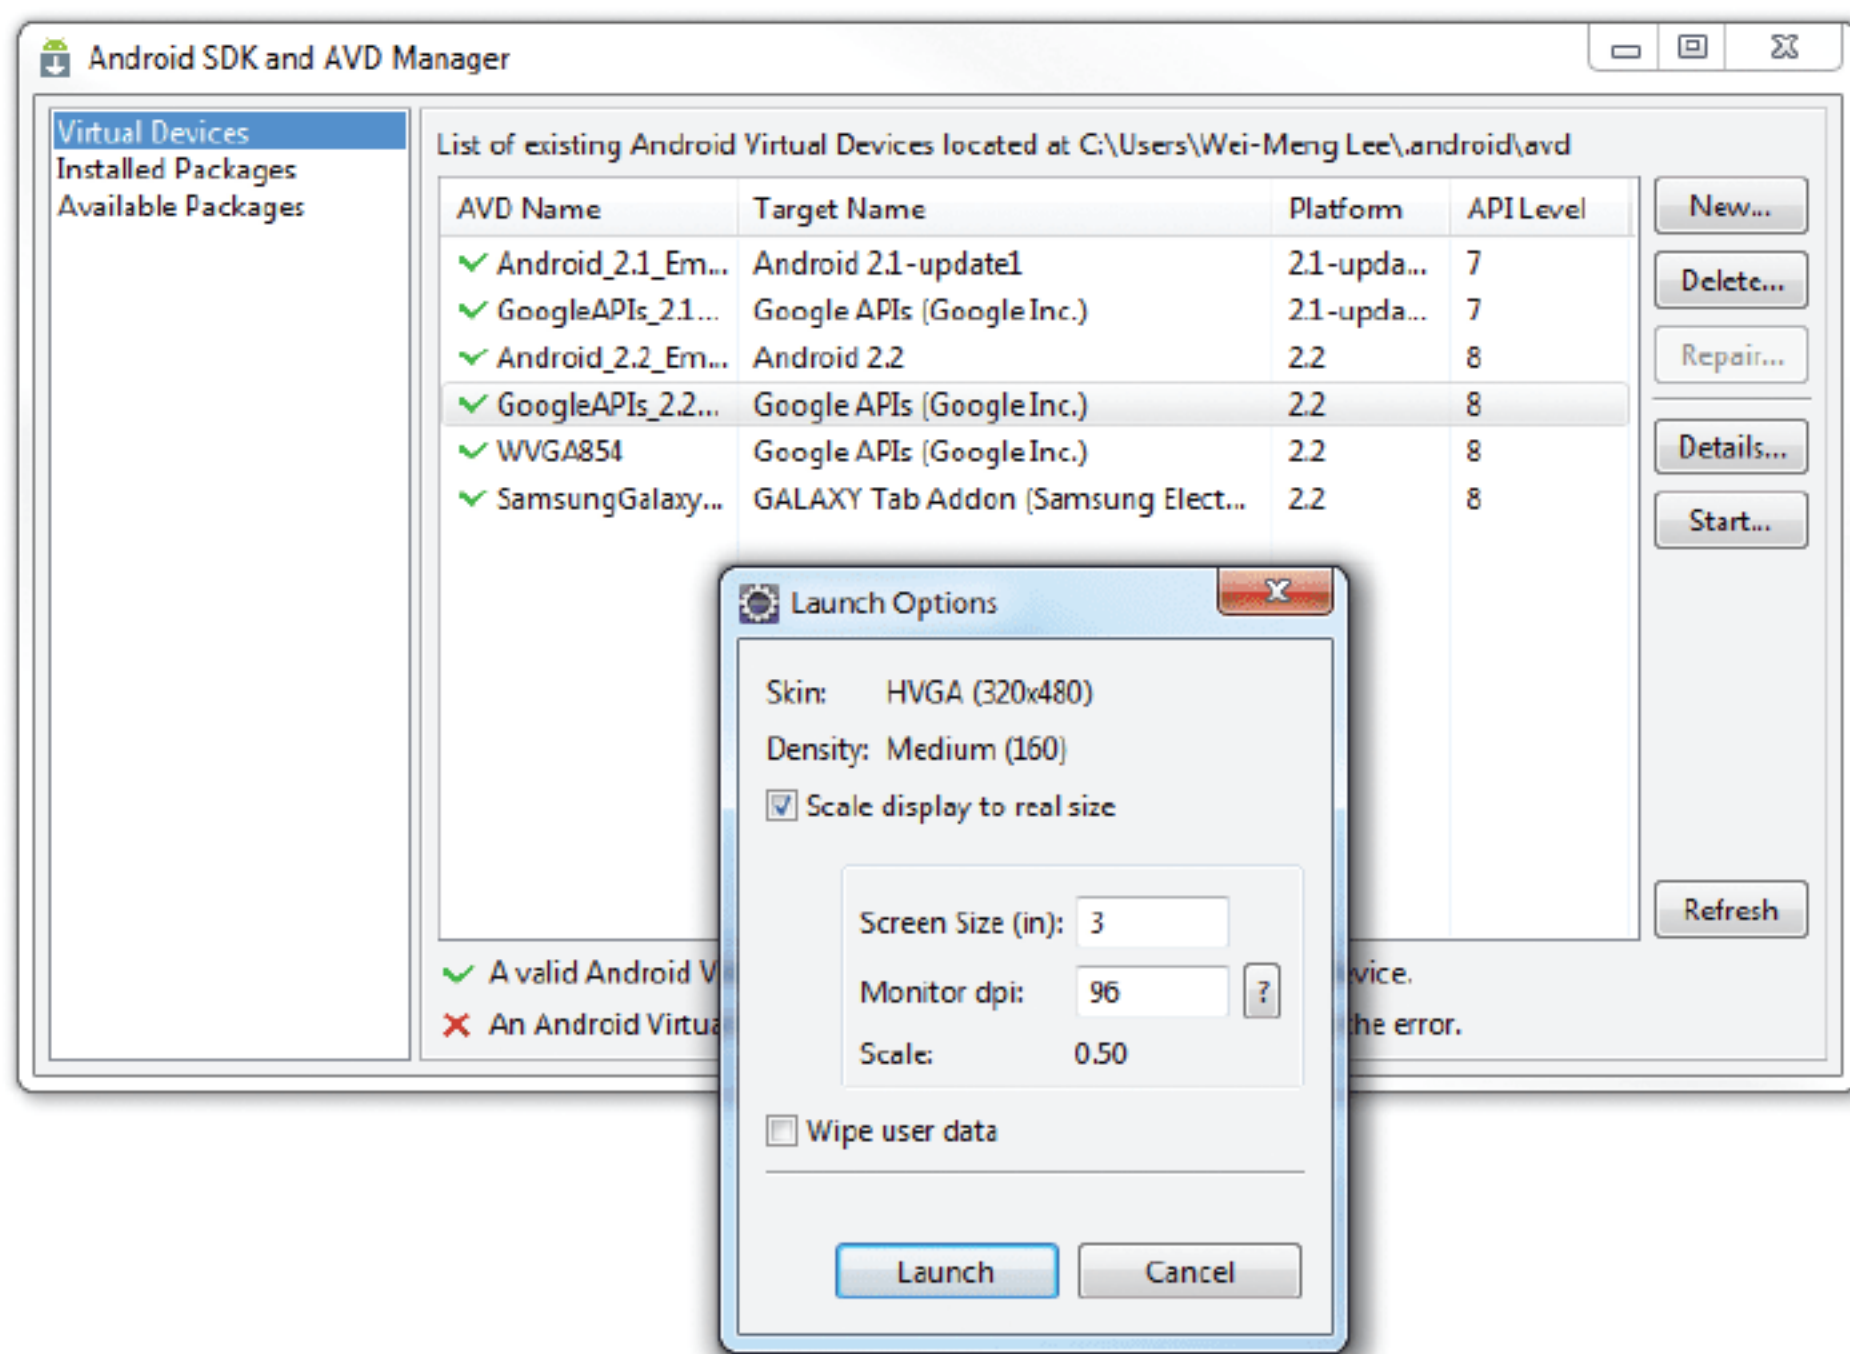 Android SDK and AVD Manager
Virtual Devices
Installed Packages
Available Packages
List of existing Android Virtual Devices located at C:\Users\Wei-Meng Lee\.android\avd
AVD Name Target Name Platform API Level
Android_2.1_Em... Android 2.1-update1 2.1-upda... 7
GoogleAPIs_2.1... Google APIs (Google Inc.) 2.1-upda... 7
Android_2.2_Em... Android 2.2 2.2 8
GoogleAPIs_2.2... Google APIs (Google Inc.) 2.2 8
WVGA854 Google APIs (Google Inc.) 2.2 8
SamsungGalaxy... GALAXY Tab Addon (Samsung Elect... 2.2 8
New...
Delete...
Repair...
Details...
Start...
Refresh
A valid Android V vice.
An Android Virtua he error.
Launch Options
Skin: HVGA (320x480)
Density: Medium (160)
Scale display to real size
Screen Size (in): 3
Monitor dpi: 96 ?
Scale: 0.50
Wipe user data
Launch Cancel